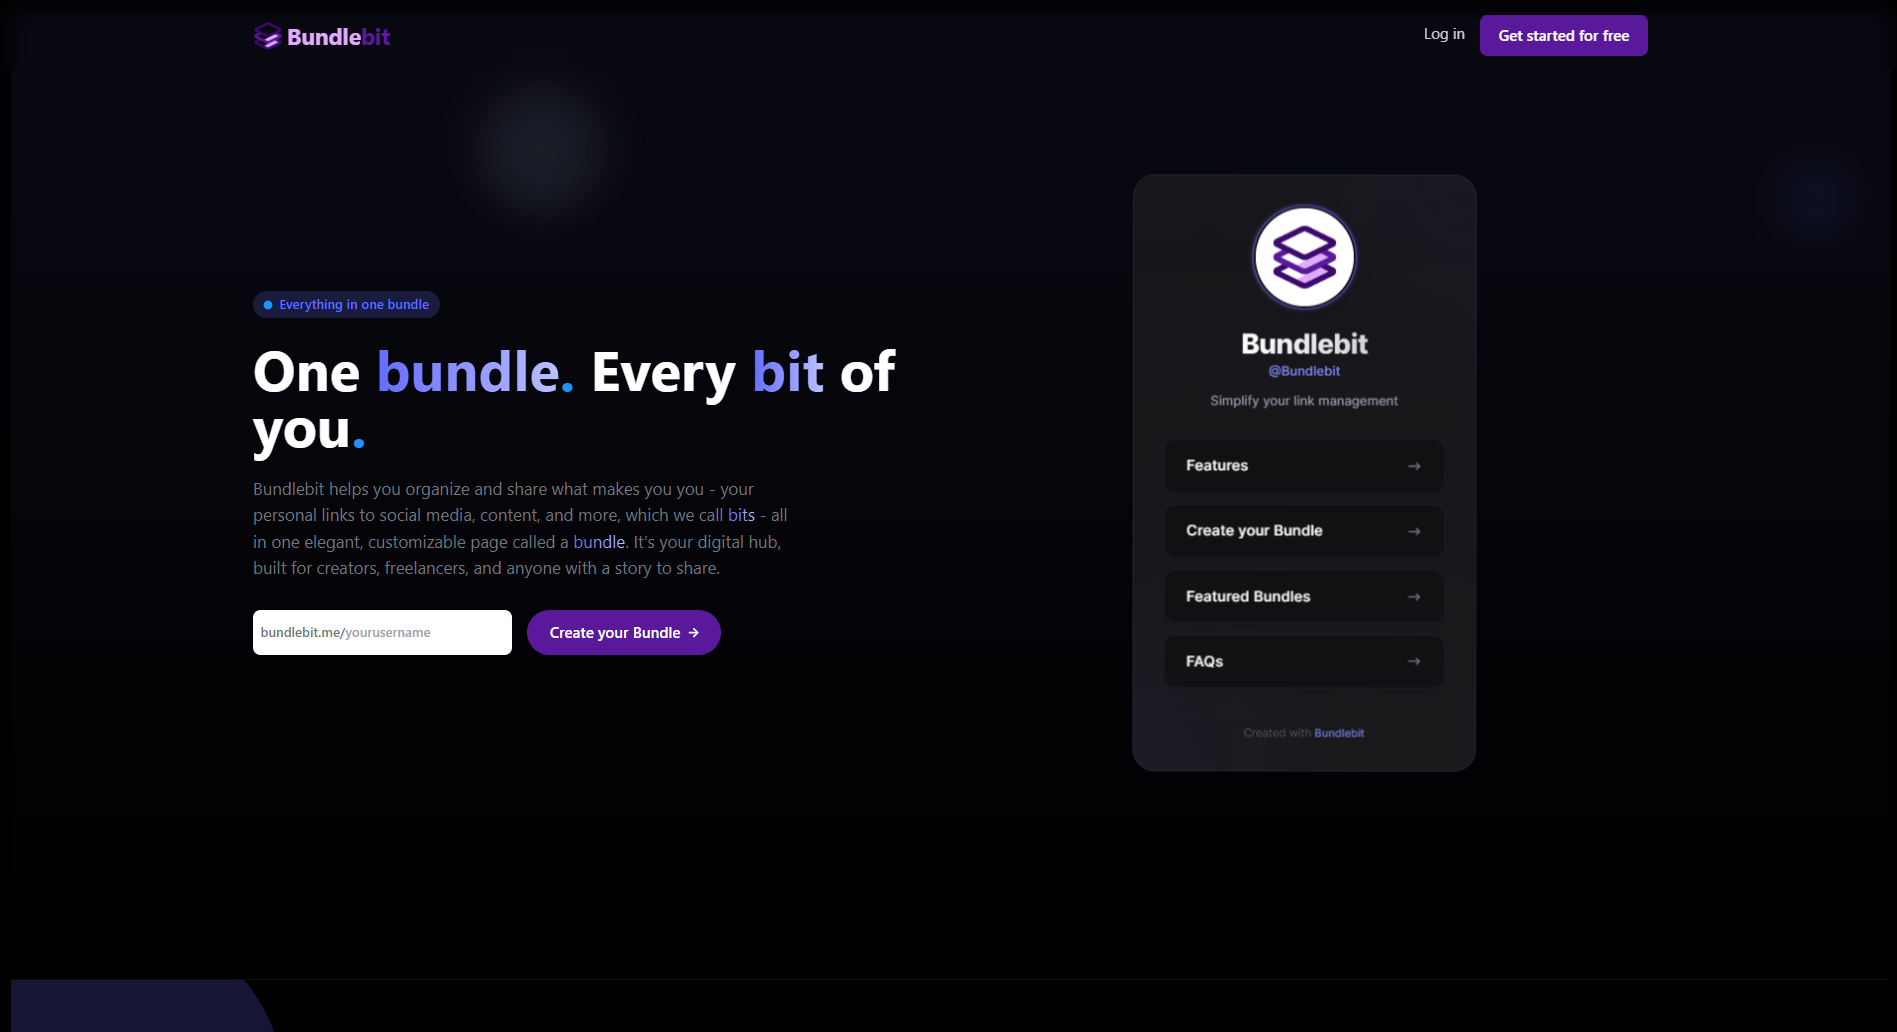 Bundlebit
Log in
Get started for free
Everything in one bundle
One bundle. Every bit of
you.
Bundlebit helps you organize and share what makes you you - your
personal links to social media, content, and more, which we call bits - all
in one elegant, customizable page called a bundle. It’s your digital hub,
built for creators, freelancers, and anyone with a story to share.
bundlebit.me/yourusername
Create your Bundle →
Bundlebit
@Bundlebit
Simplify your link management
Features →
Create your Bundle →
Featured Bundles →
FAQs →
Created with Bundlebit